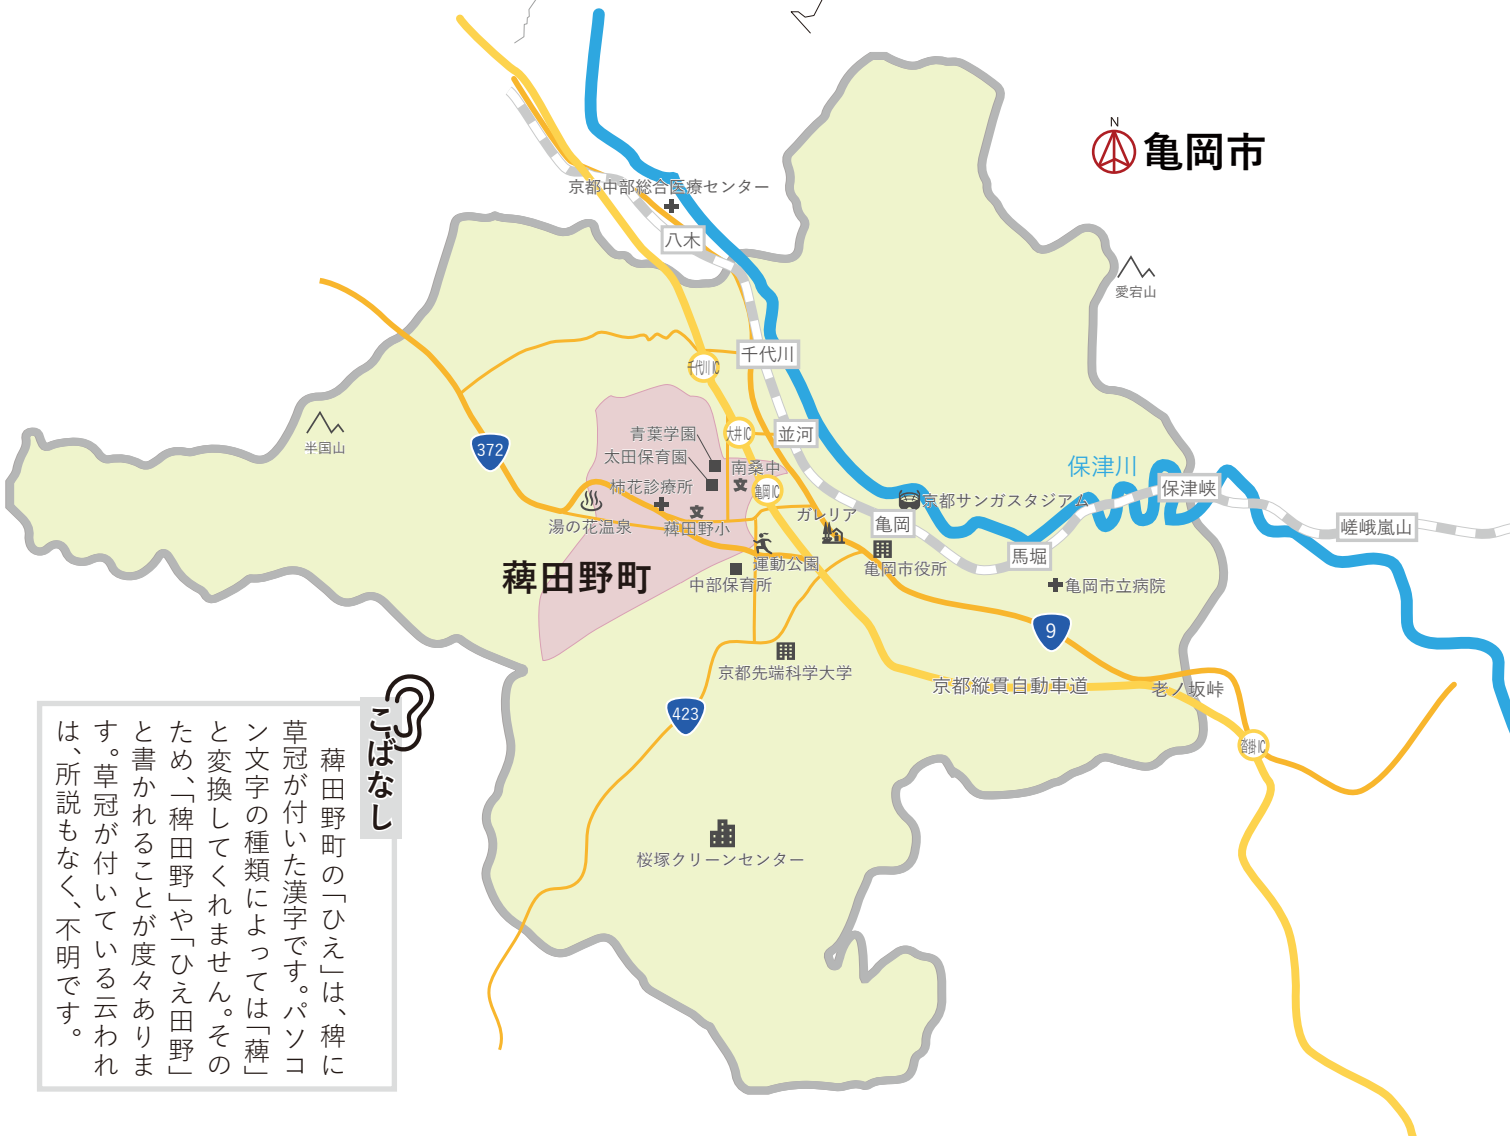 N
亀岡市
京都中部総合医療センター
八木
愛宕山
千代川
千代川IC
半国山
372
青葉学園
大井IC
並河
太田保育園
南桑中
保津川
柿花診療所
亀岡IC
保津峡
京都サンガスタジアム
湯の花温泉
薭田野小
ガレリア
亀岡
嵯峨嵐山
薭田野町
運動公園
亀岡市役所
馬堀
中部保育所
亀岡市立病院
9
京都先端科学大学
京都縦貫自動車道
老ノ坂峠
423
沓掛IC
桜塚クリーンセンター
こばなし
薭田野町の「ひえ」は、稗に
草冠が付いた漢字です。パソコ
ン文字の種類によっては「薭」
と変換してくれません。その
ため、「稗田野」や「ひえ田野」
と書かれることが度々ありま
す。草冠が付いている云われ
は、所説もなく、不明です。